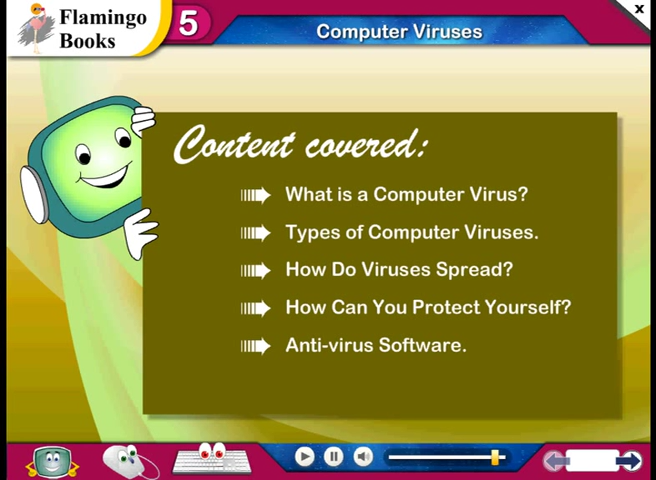 Flamingo
Books
5
Computer Viruses
x
Content covered:
What is a Computer Virus?
Types of Computer Viruses.
How Do Viruses Spread?
How Can You Protect Yourself?
Anti-virus Software.